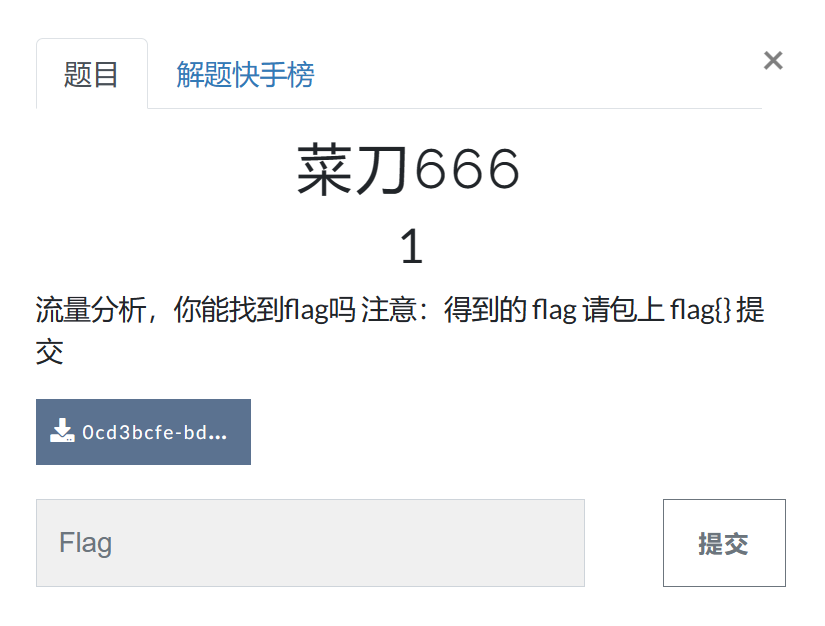 题目 解题快手榜 ×
菜刀666
1
流量分析，你能找到flag吗 注意：得到的 flag 请包上 flag{} 提
交
0cd3bcfe-bd...
Flag 提交